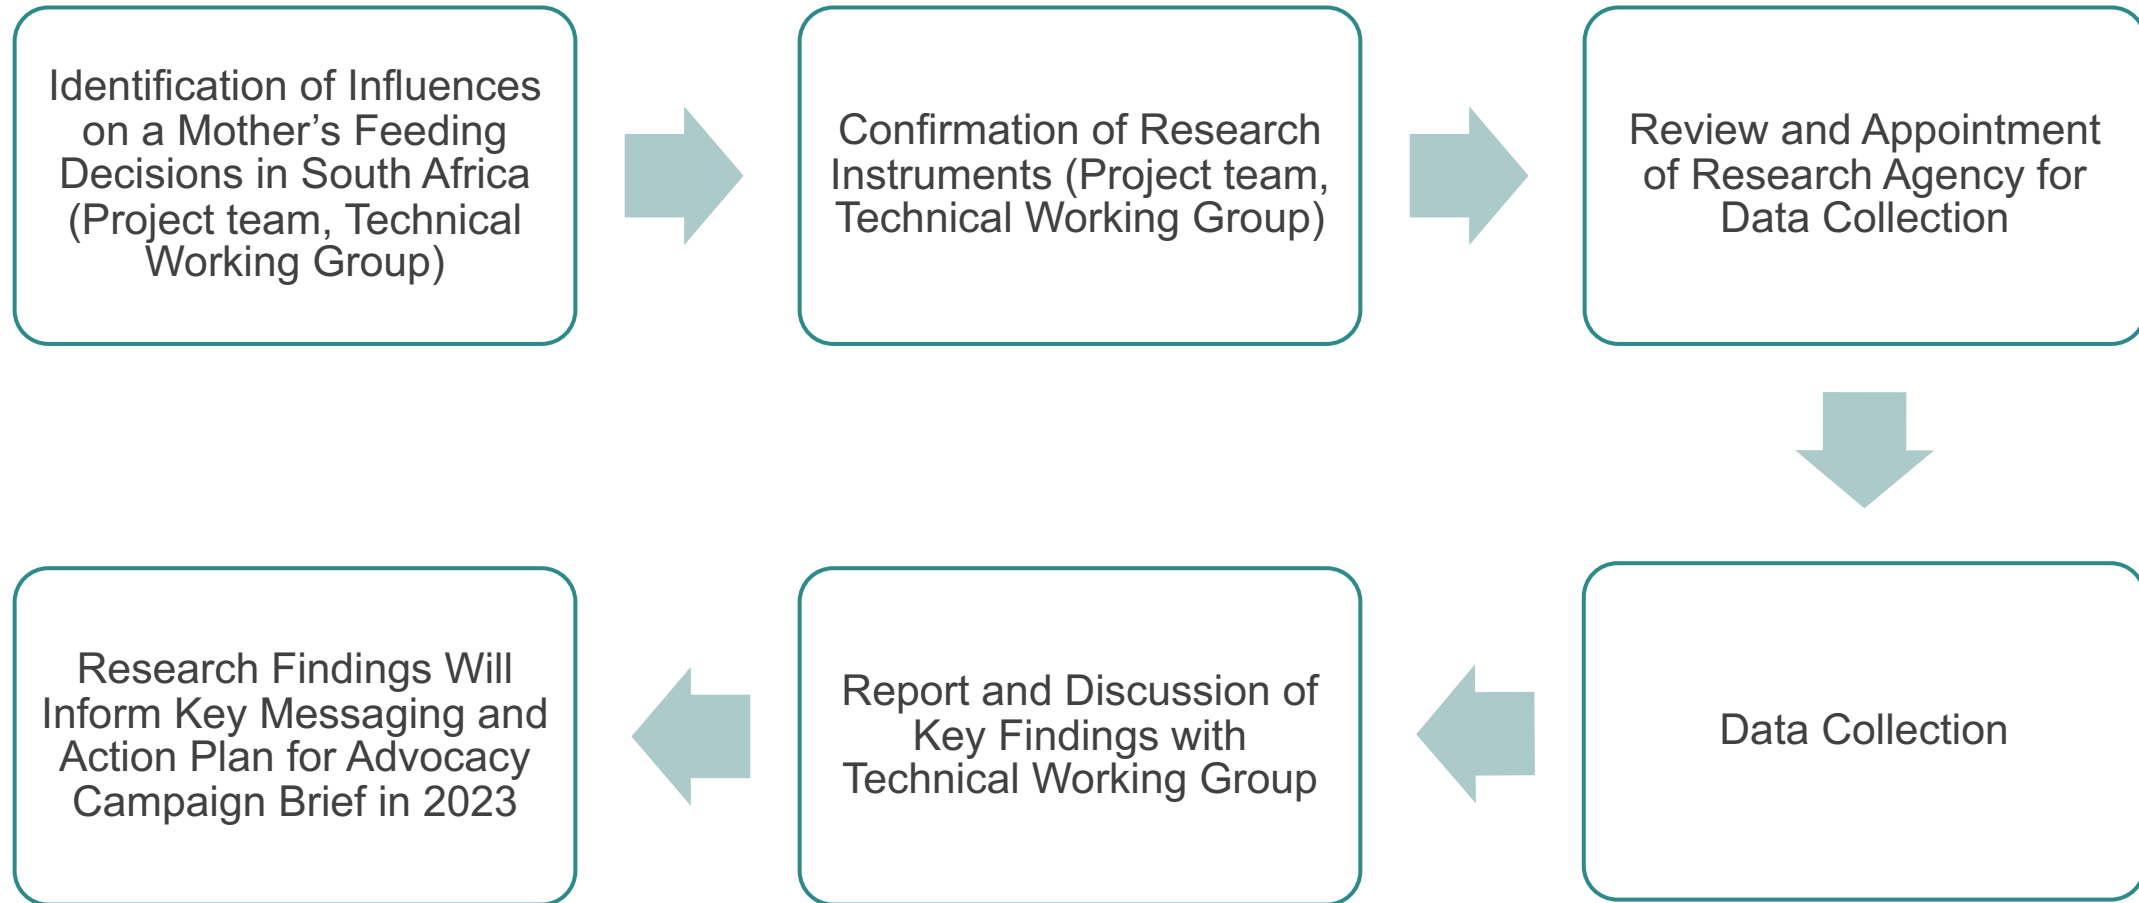 Identification of Influences
on a Mother’s Feeding
Decisions in South Africa
(Project team, Technical
Working Group)
Confirmation of Research
Instruments (Project team,
Technical Working Group)
Review and Appointment
of Research Agency for
Data Collection
Data Collection
Report and Discussion of
Key Findings with
Technical Working Group
Research Findings Will
Inform Key Messaging and
Action Plan for Advocacy
Campaign Brief in 2023